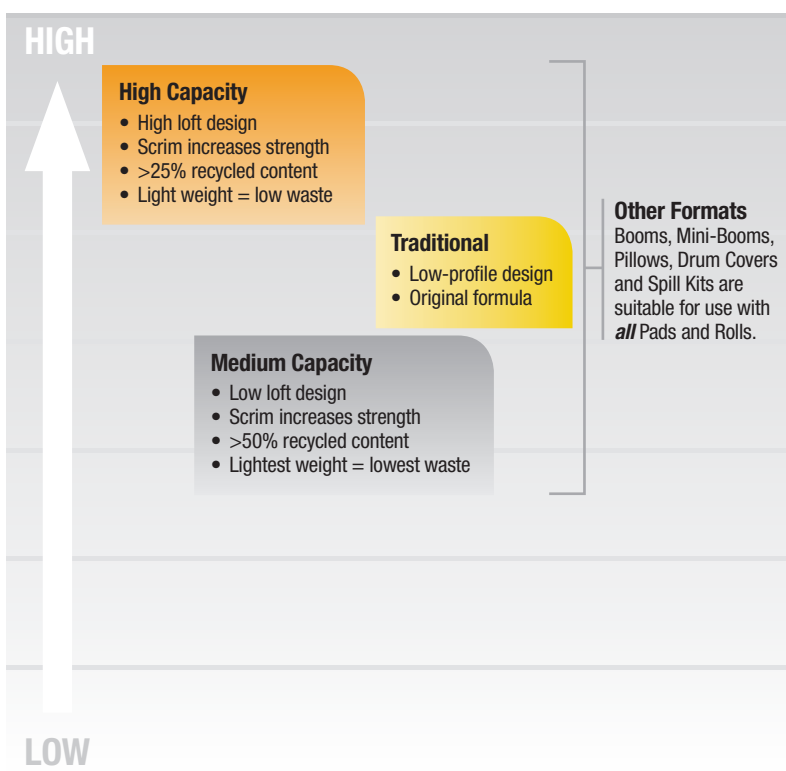 HIGH
High Capacity
• High loft design
• Scrim increases strength
• >25% recycled content
• Light weight = low waste
Traditional
• Low-profile design
• Original formula
Other Formats
Booms, Mini-Booms,
Pillows, Drum Covers
and Spill Kits are
suitable for use with
all Pads and Rolls.
Medium Capacity
• Low loft design
• Scrim increases strength
• >50% recycled content
• Lightest weight = lowest waste
LOW